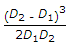 (D₂ - D₁)³
2D₁D₂